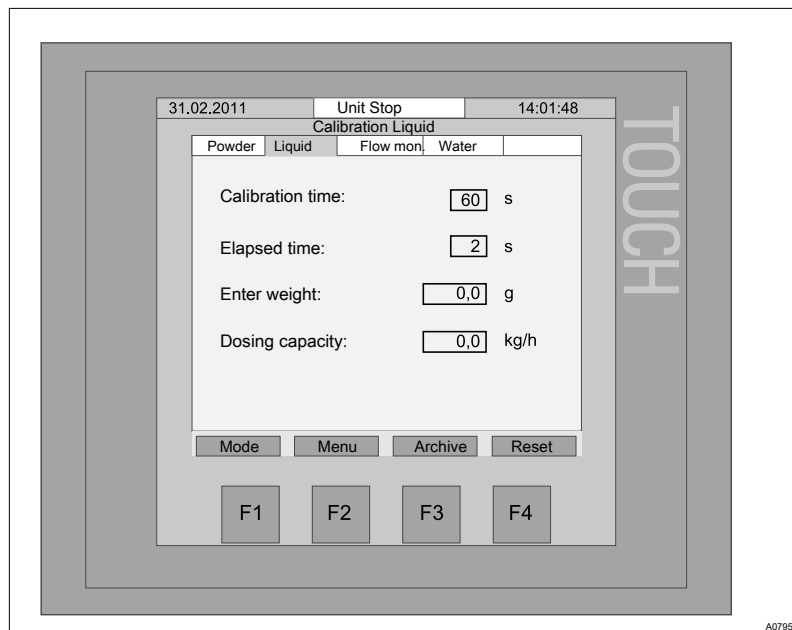 31.02.2011 Unit Stop 14:01:48
Calibration Liquid
Powder Liquid Flow mon. Water
Calibration time: 60 s
Elapsed time: 2 s
Enter weight: 0,0 g
Dosing capacity: 0,0 kg/h
Mode Menu Archive Reset
F1 F2 F3 F4
TOUCH
A0795